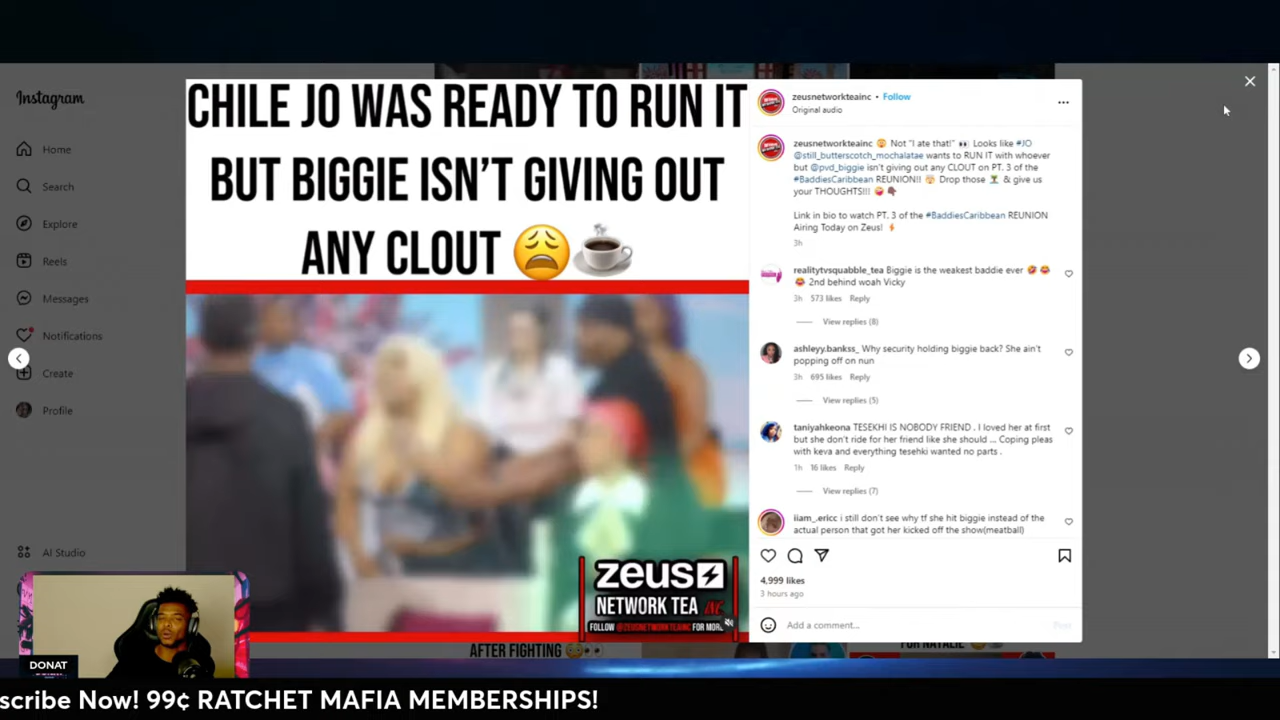 CHILE JO WAS READY TO RUN IT
BUT BIGGIE ISN'T GIVING OUT
ANY CLOUT 😩☕
Instagram
Home
Search
Explore
Reels
Messages
Notifications
Create
Profile
AI Studio
zeusnetworkteainc • Follow
Original audio
zeusnetworkteainc 😩 Not "I ate that!" 👀 Looks like #JO
@still_butterscotch_mochalatae wants to RUN IT with whoever
but @pvd_biggie isn't giving out any CLOUT on PT. 3 of the
#BaddiesCaribbean REUNION!! Drop those & give us
your THOUGHTS!!!
Link in bio to watch PT. 3 of the #BaddiesCaribbean REUNION
Airing Today on Zeus! ⚡
3h
realitytvsquabble_tea Biggie is the weakest baddie ever 🤣😂
😂 2nd behind woah Vicky
3h 573 likes Reply
View replies (8)
ashleyy.bankss_ Why security holding biggie back? She ain't
popping off on nun
3h 695 likes Reply
View replies (5)
taniyahkeona TESEKHI IS NOBODY FRIEND . I loved her at first
but she don't ride for her friend like she should ... Coping pleas
with keva and everything tesehki wanted no parts .
1h 16 likes Reply
View replies (7)
iiam_.ericc i still don't see why tf she hit biggie instead of the
actual person that got her kicked off the show(meatball)
4,999 likes
3 hours ago
Add a comment...
Post
zeus
NETWORK TEA INC
FOLLOW @ZEUSNETWORKTEAINC FOR MOR
AFTER FIGHTING
FOR NATALIE
DONAT
scribe Now! 99¢ RATCHET MAFIA MEMBERSHIPS!